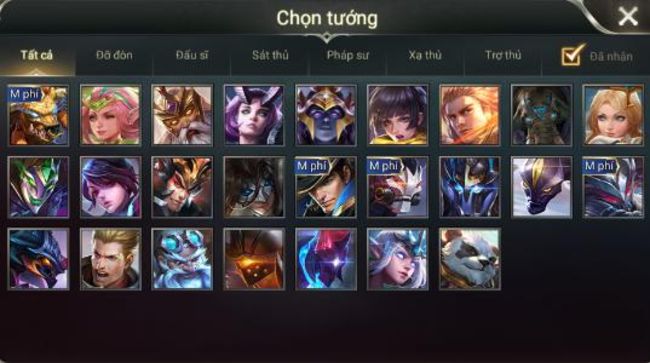 Chọn tướng
Tất cả Đỡ đòn Đấu sĩ Sát thủ Pháp sư Xạ thủ Trợ thủ Đã nhận
M phí
M phí M phí M phí